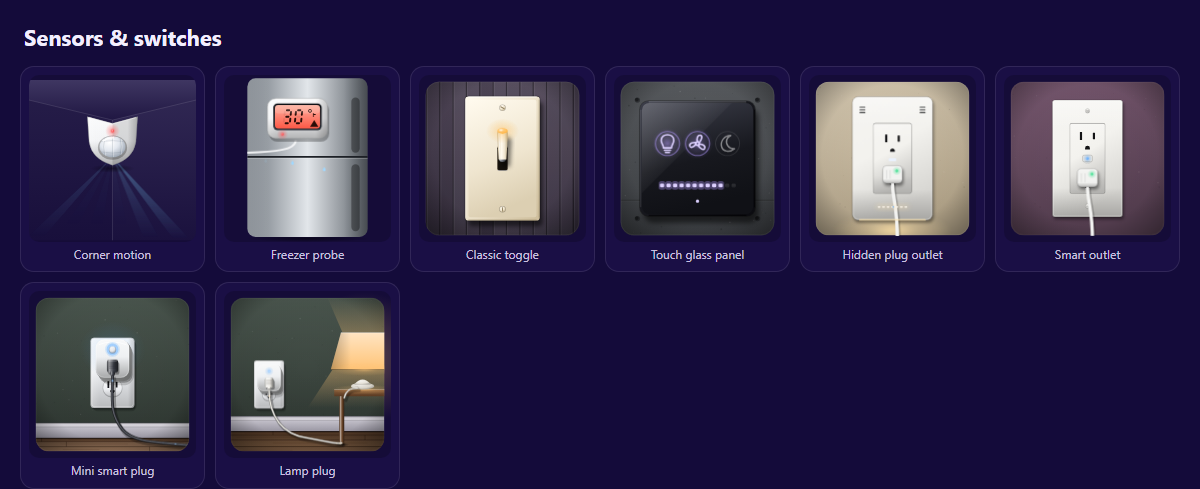 Sensors & switches
30°F
Corner motion
Freezer probe
Classic toggle
Touch glass panel
Hidden plug outlet
Smart outlet
Mini smart plug
Lamp plug